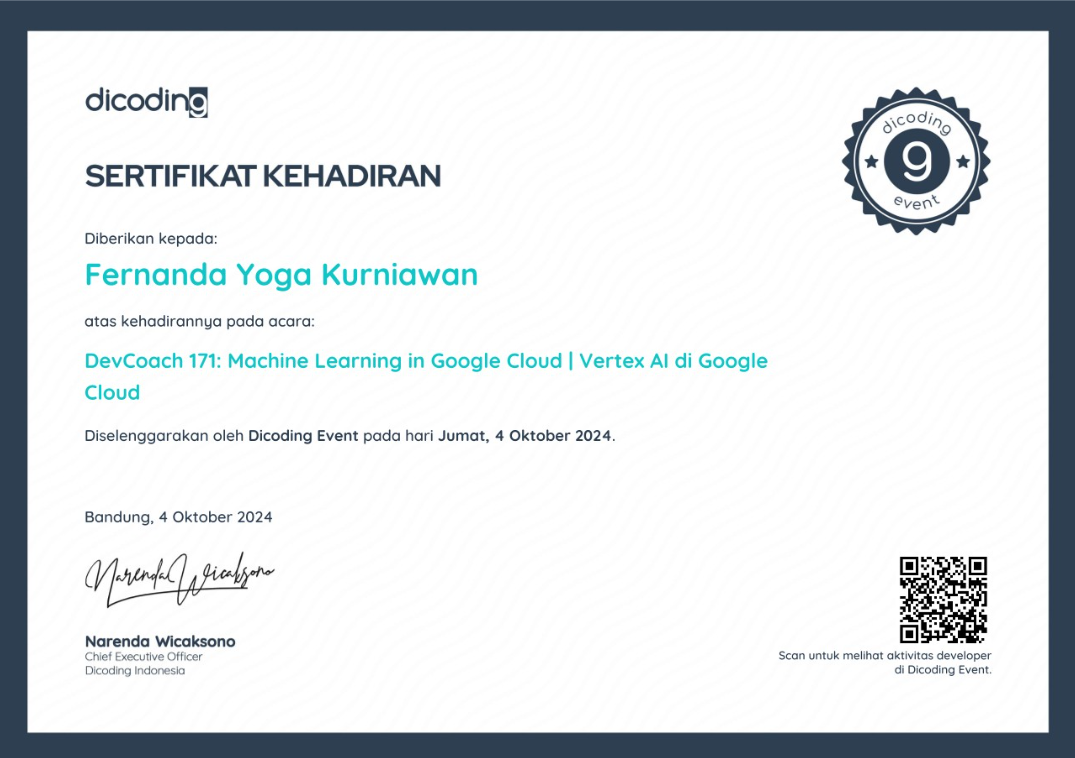 dicoding
dicoding
g
event
SERTIFIKAT KEHADIRAN
Diberikan kepada:
Fernanda Yoga Kurniawan
atas kehadirannya pada acara:
DevCoach 171: Machine Learning in Google Cloud | Vertex AI di Google
Cloud
Diselenggarakan oleh Dicoding Event pada hari Jumat, 4 Oktober 2024.
Bandung, 4 Oktober 2024
Narenda Wicaksono
Narenda Wicaksono
Chief Executive Officer
Dicoding Indonesia
Scan untuk melihat aktivitas developer
di Dicoding Event.